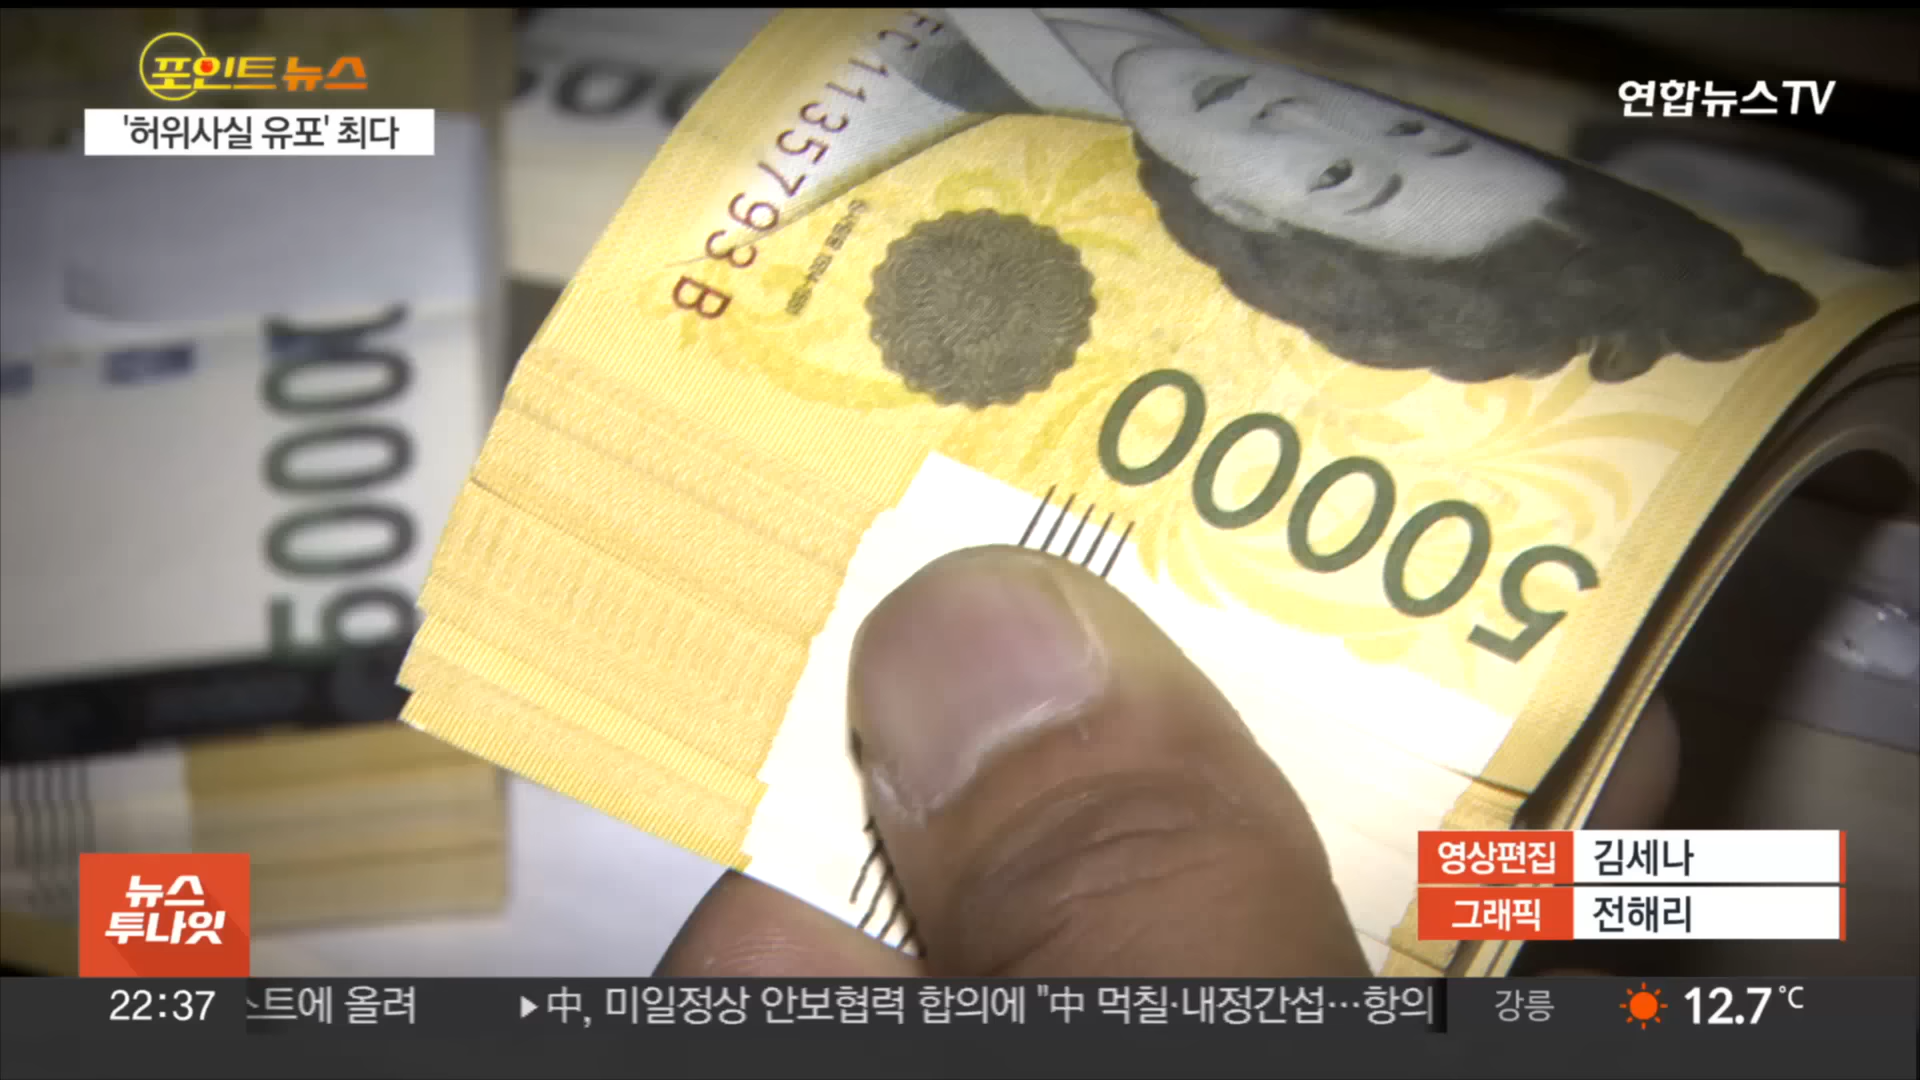 포인트뉴스
'허위사실 유포' 최다
연합뉴스TV
FC1135793B
50000
5000
영상편집 김세나
그래픽 전해리
뉴스
투나잇
22:37 스트에 올려 ▶中, 미일정상 안보협력 합의에 "中 먹칠·내정간섭…항의 강릉 12.7℃